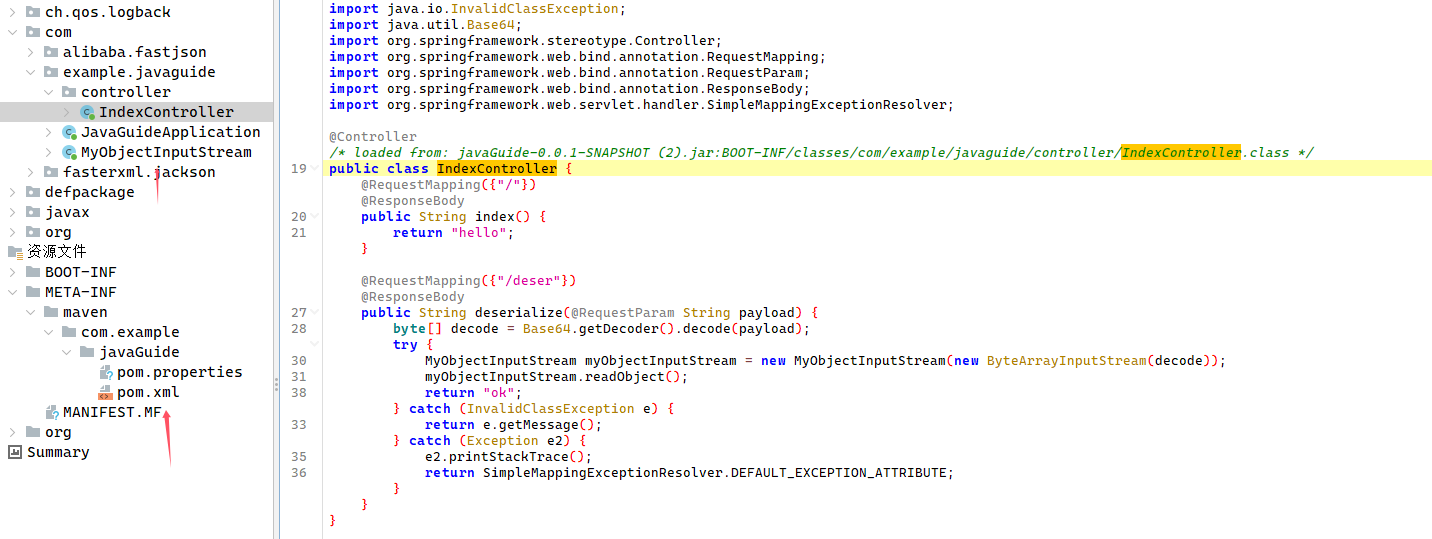 ch.qos.logback
com
alibaba.fastjson
example.javaguide
controller
IndexController
JavaGuideApplication
MyObjectInputStream
fasterxml.jackson
defpackage
javax
org
资源文件
BOOT-INF
META-INF
maven
com.example
javaGuide
pom.properties
pom.xml
MANIFEST.MF
org
Summary
import java.io.InvalidClassException;
import java.util.Base64;
import org.springframework.stereotype.Controller;
import org.springframework.web.bind.annotation.RequestMapping;
import org.springframework.web.bind.annotation.RequestParam;
import org.springframework.web.bind.annotation.ResponseBody;
import org.springframework.web.servlet.handler.SimpleMappingExceptionResolver;
@Controller
/* loaded from: javaGuide-0.0.1-SNAPSHOT (2).jar:BOOT-INF/classes/com/example/javaguide/controller/IndexController.class */
19 public class IndexController {
@RequestMapping({"/"})
@ResponseBody
20 public String index() {
21 return "hello";
}
@RequestMapping({"/deser"})
@ResponseBody
27 public String deserialize(@RequestParam String payload) {
28 byte[] decode = Base64.getDecoder().decode(payload);
try {
30 MyObjectInputStream myObjectInputStream = new MyObjectInputStream(new ByteArrayInputStream(decode));
31 myObjectInputStream.readObject();
38 return "ok";
} catch (InvalidClassException e) {
33 return e.getMessage();
} catch (Exception e2) {
35 e2.printStackTrace();
36 return SimpleMappingExceptionResolver.DEFAULT_EXCEPTION_ATTRIBUTE;
}
}
}